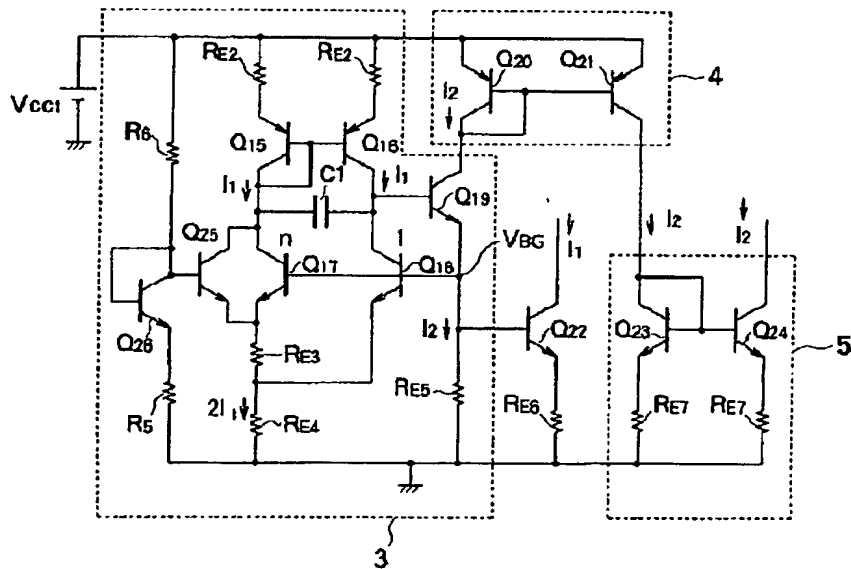 RE2 RE2 Q20 Q21 4
VCC1 I2
R6 Q15 Q16
I1 C1 I1 Q19
Q25 n 1 VBG I1 I2 I2
Q17 Q18
Q26 I2 Q22 Q23 Q24 5
RE3
R5 2I1 RE4 RE5 RE6 RE7 RE7
3